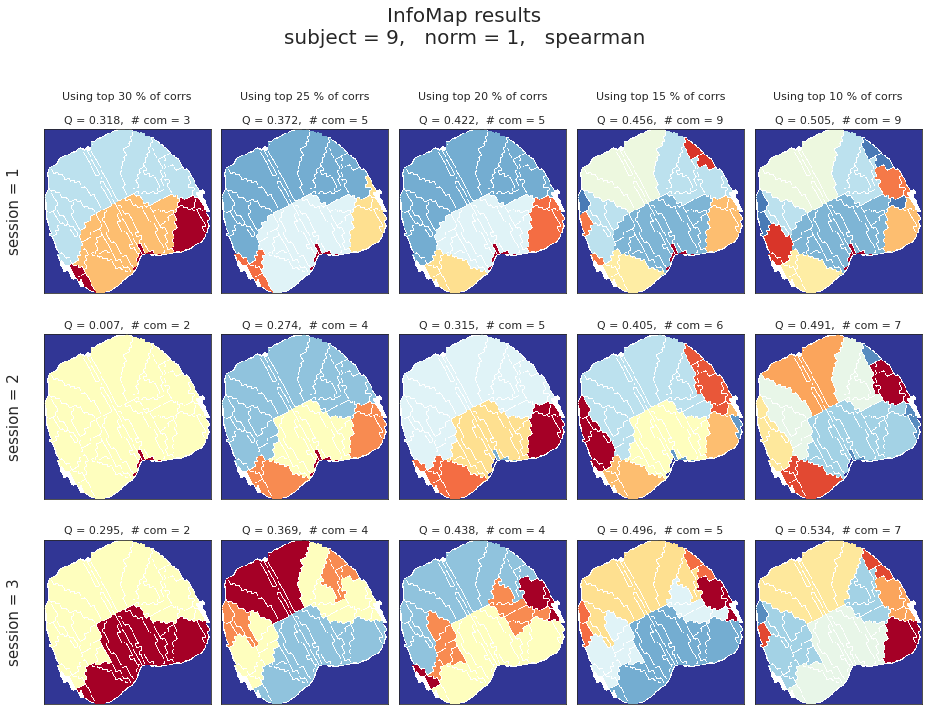 InfoMap results
subject = 9,   norm = 1,   spearman
Using top 30 % of corrs
Q = 0.318,  # com = 3
Using top 25 % of corrs
Q = 0.372,  # com = 5
Using top 20 % of corrs
Q = 0.422,  # com = 5
Using top 15 % of corrs
Q = 0.456,  # com = 9
Using top 10 % of corrs
Q = 0.505,  # com = 9
session = 1
Q = 0.007,  # com = 2
Q = 0.274,  # com = 4
Q = 0.315,  # com = 5
Q = 0.405,  # com = 6
Q = 0.491,  # com = 7
session = 2
Q = 0.295,  # com = 2
Q = 0.369,  # com = 4
Q = 0.438,  # com = 4
Q = 0.496,  # com = 5
Q = 0.534,  # com = 7
session = 3